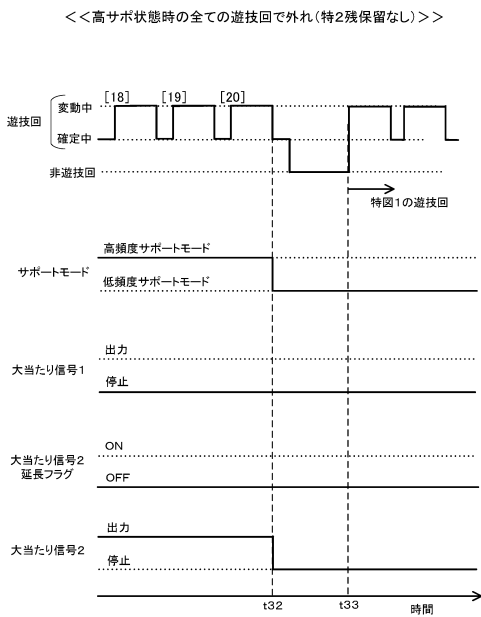 ＜＜高サポ状態時の全ての遊技回で外れ(特２残保留なし)＞＞
[18] [19] [20]
変動中
遊技回
確定中
非遊技回
特図１の遊技回
高頻度サポートモード
サポートモード
低頻度サポートモード
出力
大当たり信号１
停止
ON
大当たり信号２
延長フラグ
OFF
出力
大当たり信号２
停止
t32 t33 時間